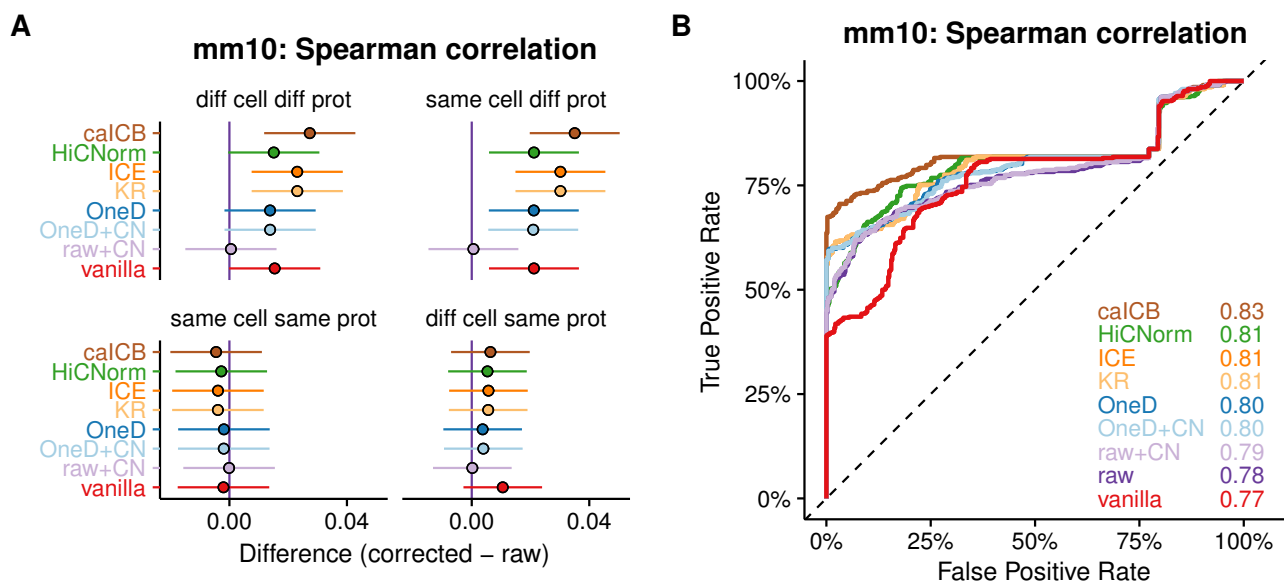 A
mm10: Spearman correlation
diff cell diff prot
same cell diff prot
caICB
HiCNorm
ICE
KR
OneD
OneD+CN
raw+CN
vanilla
same cell same prot
diff cell same prot
caICB
HiCNorm
ICE
KR
OneD
OneD+CN
raw+CN
vanilla
0.00 0.04 0.00 0.04
Difference (corrected − raw)
B
mm10: Spearman correlation
True Positive Rate
100%
75%
50%
25%
0%
caICB 0.83
HiCNorm 0.81
ICE 0.81
KR 0.81
OneD 0.80
OneD+CN 0.80
raw+CN 0.79
raw 0.78
vanilla 0.77
0% 25% 50% 75% 100%
False Positive Rate